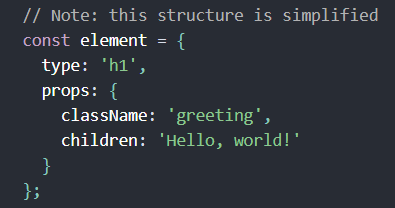 // Note: this structure is simplified
const element = {
  type: 'h1',
  props: {
    className: 'greeting',
    children: 'Hello, world!'
  }
};